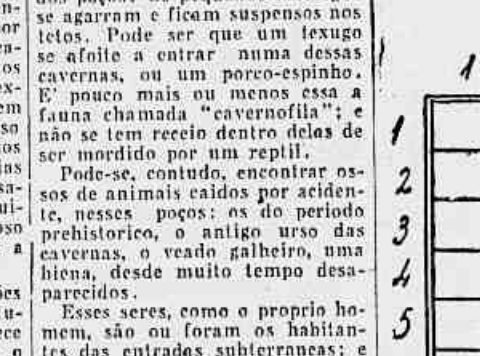 se agarram e ficam suspensos nos
tetos. Pode ser que um texugo
se afoite a entrar numa dessas
cavernas, ou um porco-espinho.
E' pouco mais ou menos essa a
fauna chamada "cavernofila"; e
não se tem receio dentro delas de
ser mordido por um reptil.
Pode-se, contudo, encontrar os-
sos de animais caidos por aciden-
te, nesses poços: os do periodo
prehistorico, o antigo urso das
cavernas, o veado galheiro, uma
hiena, desde muito tempo desa-
parecidos.
Esses seres, como o proprio ho-
mem, são ou foram os habitan-
tes das entradas subterraneas; e
1
1
2
3
4
5